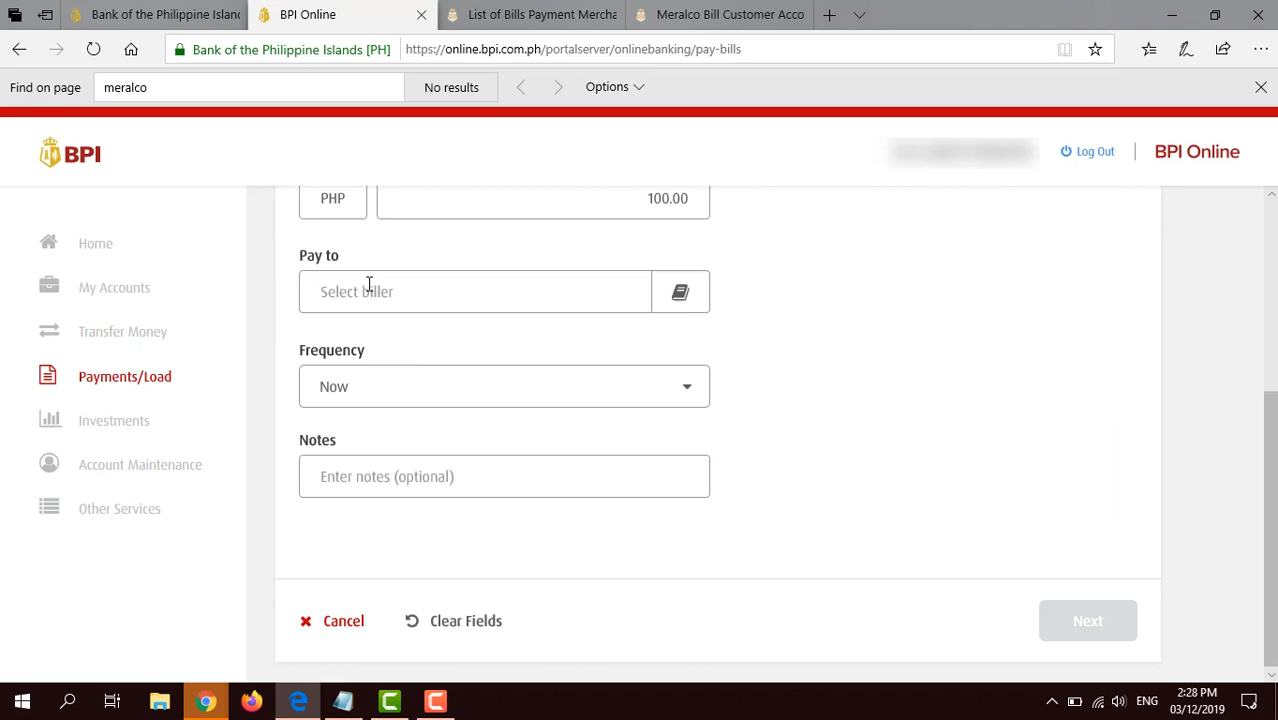 Bank of the Philippine Island
BPI Online
List of Bills Payment Mercha
Meralco Bill Customer Acco
Bank of the Philippine Islands [PH]
https://online.bpi.com.ph/portalserver/onlinebanking/pay-bills
Find on page
meralco
No results
Options
BPI
Log Out
BPI Online
Home
My Accounts
Transfer Money
Payments/Load
Investments
Account Maintenance
Other Services
PHP
100.00
Pay to
Select biller
Frequency
Now
Notes
Enter notes (optional)
Cancel
Clear Fields
Next
ENG
2:28 PM
03/12/2019